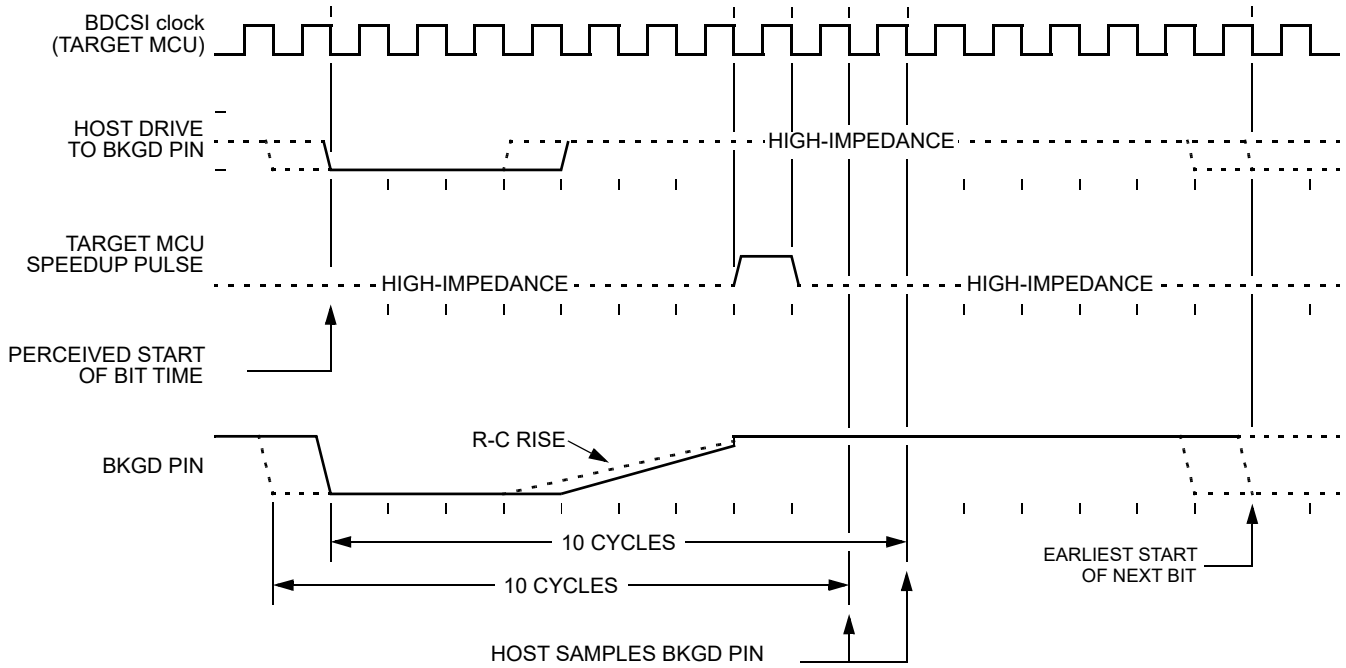 BDCSI clock
(TARGET MCU)
HOST DRIVE
TO BKGD PIN
HIGH-IMPEDANCE
TARGET MCU
SPEEDUP PULSE
HIGH-IMPEDANCE
HIGH-IMPEDANCE
PERCEIVED START
OF BIT TIME
R-C RISE
BKGD PIN
10 CYCLES
10 CYCLES
EARLIEST START
OF NEXT BIT
HOST SAMPLES BKGD PIN